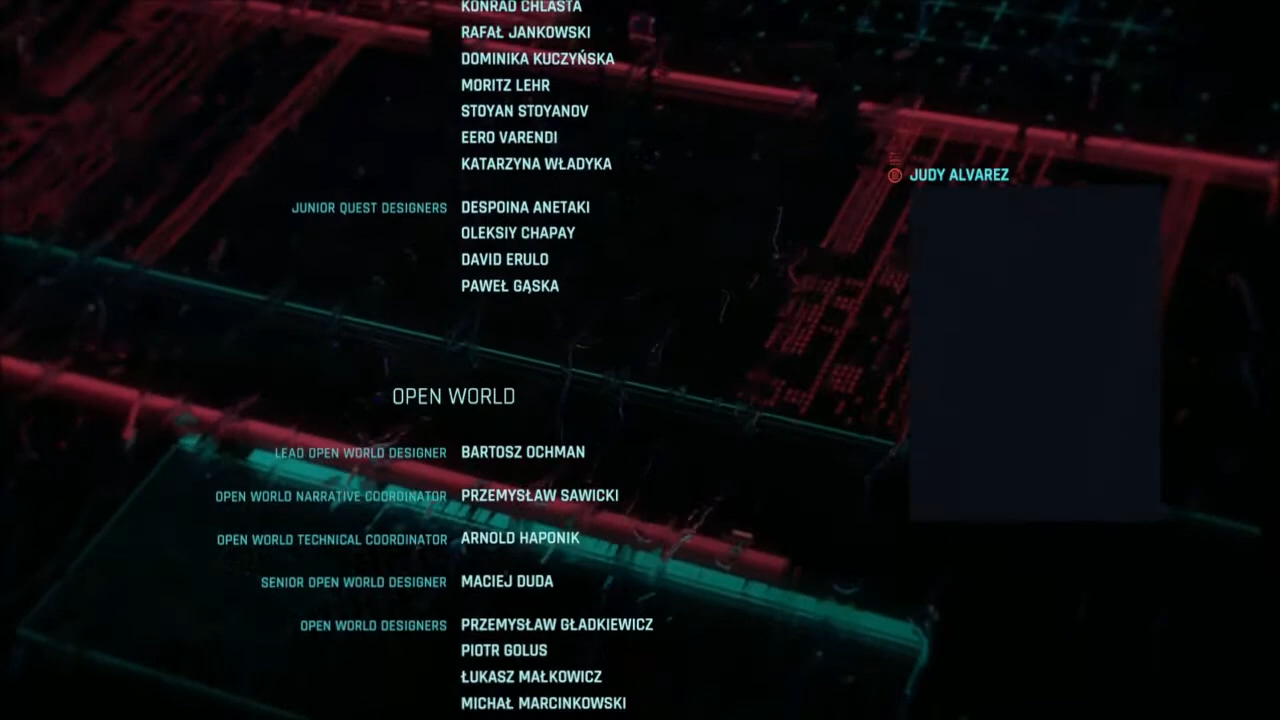 KONRAD CHLASTA
RAFAŁ JANKOWSKI
DOMINIKA KUCZYŃSKA
MORITZ LEHR
STOYAN STOYANOV
EERO VARENDI
KATARZYNA WŁADYKA
JUNIOR QUEST DESIGNERS DESPOINA ANETAKI
OLEKSIY CHAPAY
DAVID ERULO
PAWEŁ GĄSKA
OPEN WORLD
LEAD OPEN WORLD DESIGNER BARTOSZ OCHMAN
OPEN WORLD NARRATIVE COORDINATOR PRZEMYSŁAW SAWICKI
OPEN WORLD TECHNICAL COORDINATOR ARNOLD HAPONIK
SENIOR OPEN WORLD DESIGNER MACIEJ DUDA
OPEN WORLD DESIGNERS PRZEMYSŁAW GŁADKIEWICZ
PIOTR GOLUS
ŁUKASZ MAŁKOWICZ
MICHAŁ MARCINKOWSKI
JUDY ALVAREZ